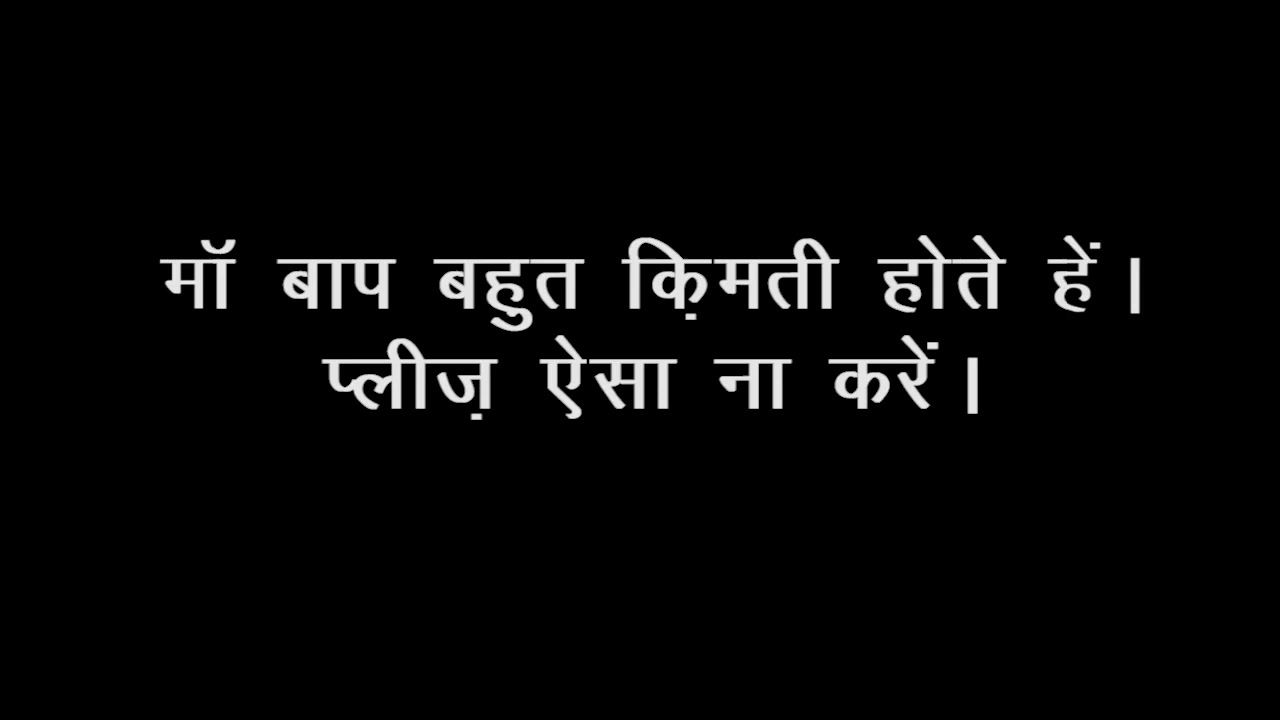 मॉ बाप बहुत कि़मती होते हें।
प्लीज़ ऐसा ना करें।